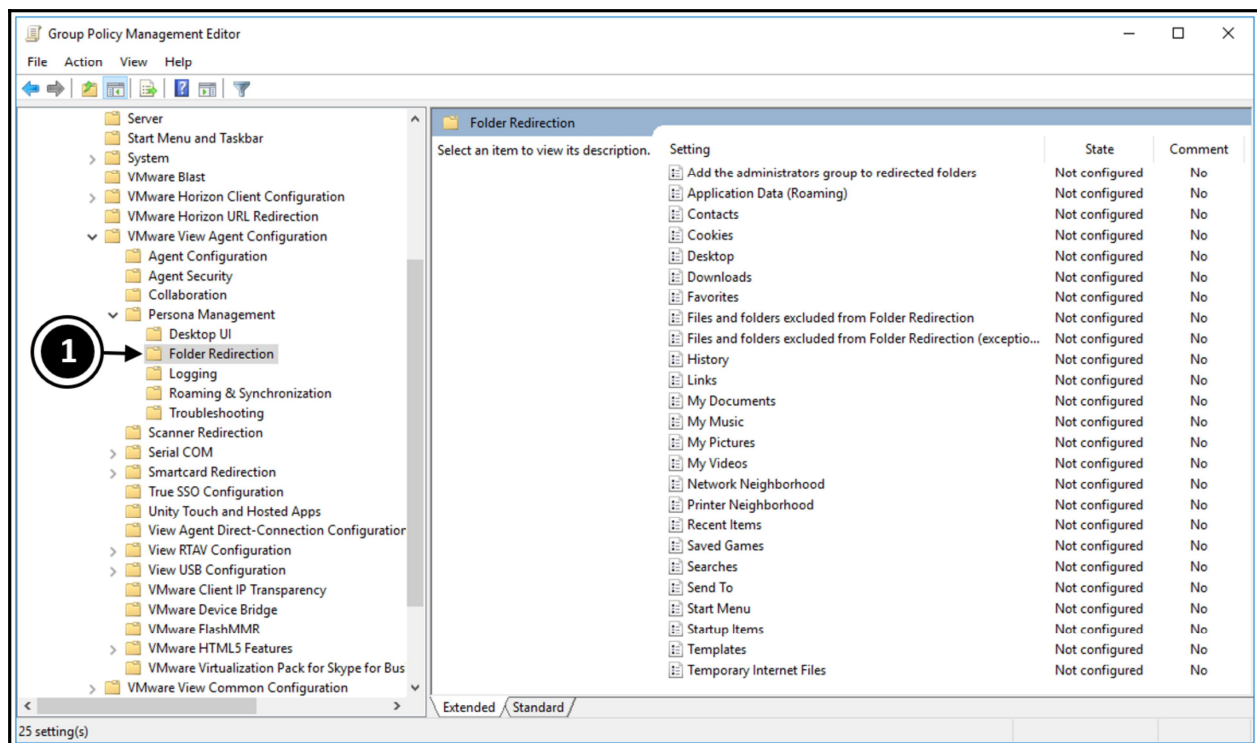 Group Policy Management Editor
File Action View Help
Server
Start Menu and Taskbar
System
VMware Blast
VMware Horizon Client Configuration
VMware Horizon URL Redirection
VMware View Agent Configuration
Agent Configuration
Agent Security
Collaboration
Persona Management
Desktop UI
1
Folder Redirection
Logging
Roaming & Synchronization
Troubleshooting
Scanner Redirection
Serial COM
Smartcard Redirection
True SSO Configuration
Unity Touch and Hosted Apps
View Agent Direct-Connection Configuration
View RTAV Configuration
View USB Configuration
VMware Client IP Transparency
VMware Device Bridge
VMware FlashMMR
VMware HTML5 Features
VMware Virtualization Pack for Skype for Bus
VMware View Common Configuration
Folder Redirection
Select an item to view its description.
Setting State Comment
Add the administrators group to redirected folders Not configured No
Application Data (Roaming) Not configured No
Contacts Not configured No
Cookies Not configured No
Desktop Not configured No
Downloads Not configured No
Favorites Not configured No
Files and folders excluded from Folder Redirection Not configured No
Files and folders excluded from Folder Redirection (exceptio... Not configured No
History Not configured No
Links Not configured No
My Documents Not configured No
My Music Not configured No
My Pictures Not configured No
My Videos Not configured No
Network Neighborhood Not configured No
Printer Neighborhood Not configured No
Recent Items Not configured No
Saved Games Not configured No
Searches Not configured No
Send To Not configured No
Start Menu Not configured No
Startup Items Not configured No
Templates Not configured No
Temporary Internet Files Not configured No
Extended Standard
25 setting(s)